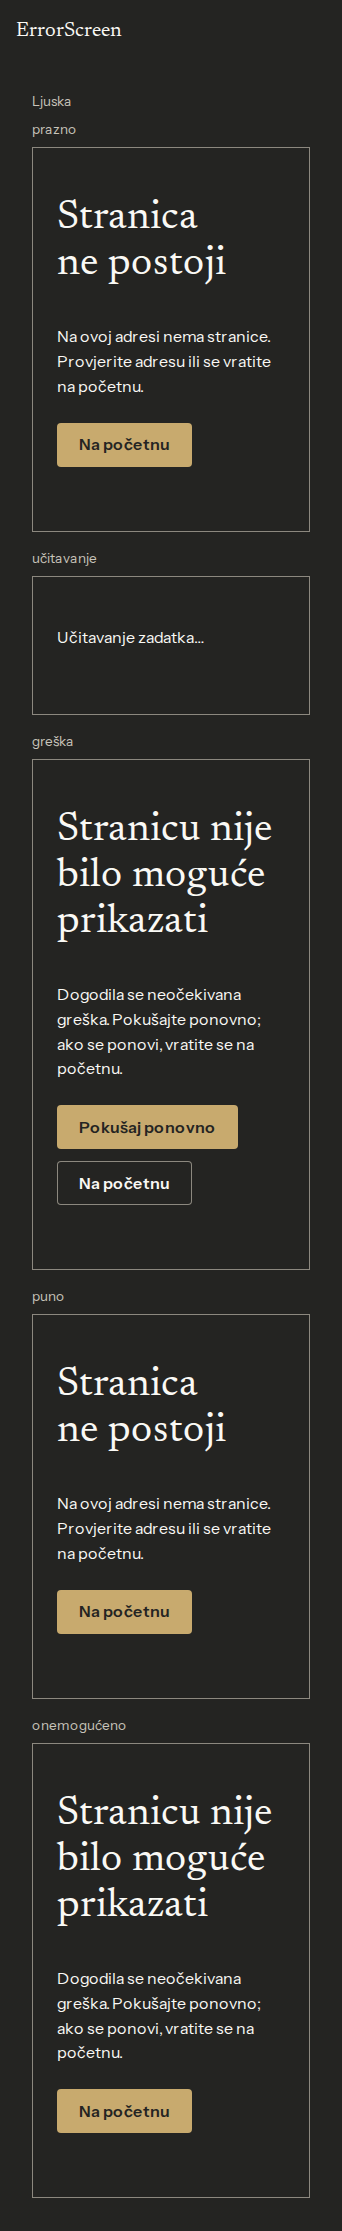 ErrorScreen
Ljuska
prazno
Stranica
ne postoji
Na ovoj adresi nema stranice.
Provjerite adresu ili se vratite
na početnu.
Na početnu
učitavanje
Učitavanje zadatka…
greška
Stranicu nije
bilo moguće
prikazati
Dogodila se neočekivana
greška. Pokušajte ponovno;
ako se ponovi, vratite se na
početnu.
Pokušaj ponovno
Na početnu
puno
Stranica
ne postoji
Na ovoj adresi nema stranice.
Provjerite adresu ili se vratite
na početnu.
Na početnu
onemogućeno
Stranicu nije
bilo moguće
prikazati
Dogodila se neočekivana
greška. Pokušajte ponovno;
ako se ponovi, vratite se na
početnu.
Na početnu